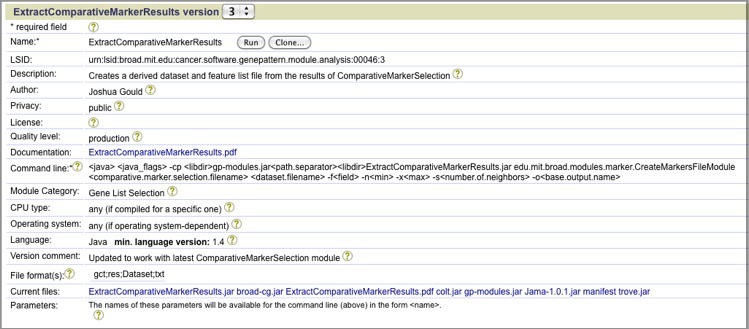 ExtractComparativeMarkerResults version 3
* required field ?
Name:* ExtractComparativeMarkerResults Run Clone...
LSID: urn:lsid:broad.mit.edu:cancer.software.genepattern.module.analysis:00046:3
Description: Creates a derived dataset and feature list file from the results of ComparativeMarkerSelection ?
Author: Joshua Gould ?
Privacy: public ?
License: ?
Quality level: production ?
Documentation: ExtractComparativeMarkerResults.pdf
Command line:*? <java> <java_flags> -cp <libdir>gp-modules.jar<path.separator><libdir>ExtractComparativeMarkerResults.jar edu.mit.broad.modules.marker.CreateMarkersFileModule
<comparative.marker.selection.filename> <dataset.filename> -f<field> -n<min> -x<max> -s<number.of.neighbors> -o<base.output.name>
Module Category: Gene List Selection ?
CPU type: any (if compiled for a specific one) ?
Operating system: any (if operating system-dependent) ?
Language: Java min. language version: 1.4 ?
Version comment: Updated to work with latest ComparativeMarkerSelection module ?
File format(s):? gct;res;Dataset;txt
Current files: ExtractComparativeMarkerResults.jar broad-cg.jar ExtractComparativeMarkerResults.pdf colt.jar gp-modules.jar Jama-1.0.1.jar manifest trove.jar
Parameters: The names of these parameters will be available for the command line (above) in the form <name>.
?